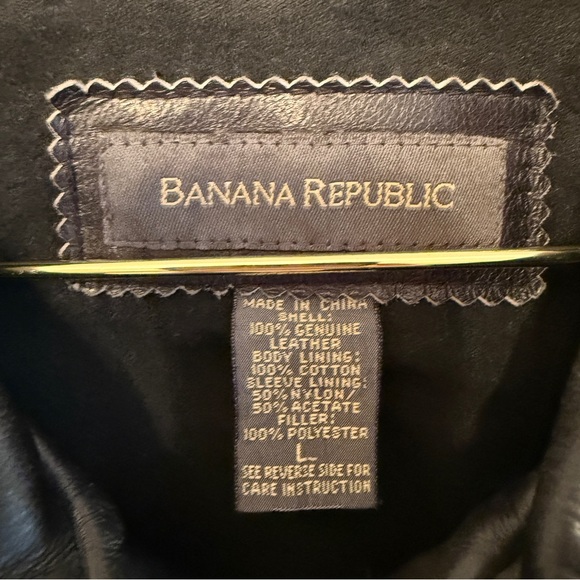 BANANA REPUBLIC
MADE IN CHINA
SHELL:
100% GENUINE
LEATHER
BODY LINING:
100% COTTON
SLEEVE LINING:
50% NYLON/
50% ACETATE
FILLER:
100% POLYESTER
L
SEE REVERSE SIDE FOR
CARE INSTRUCTION